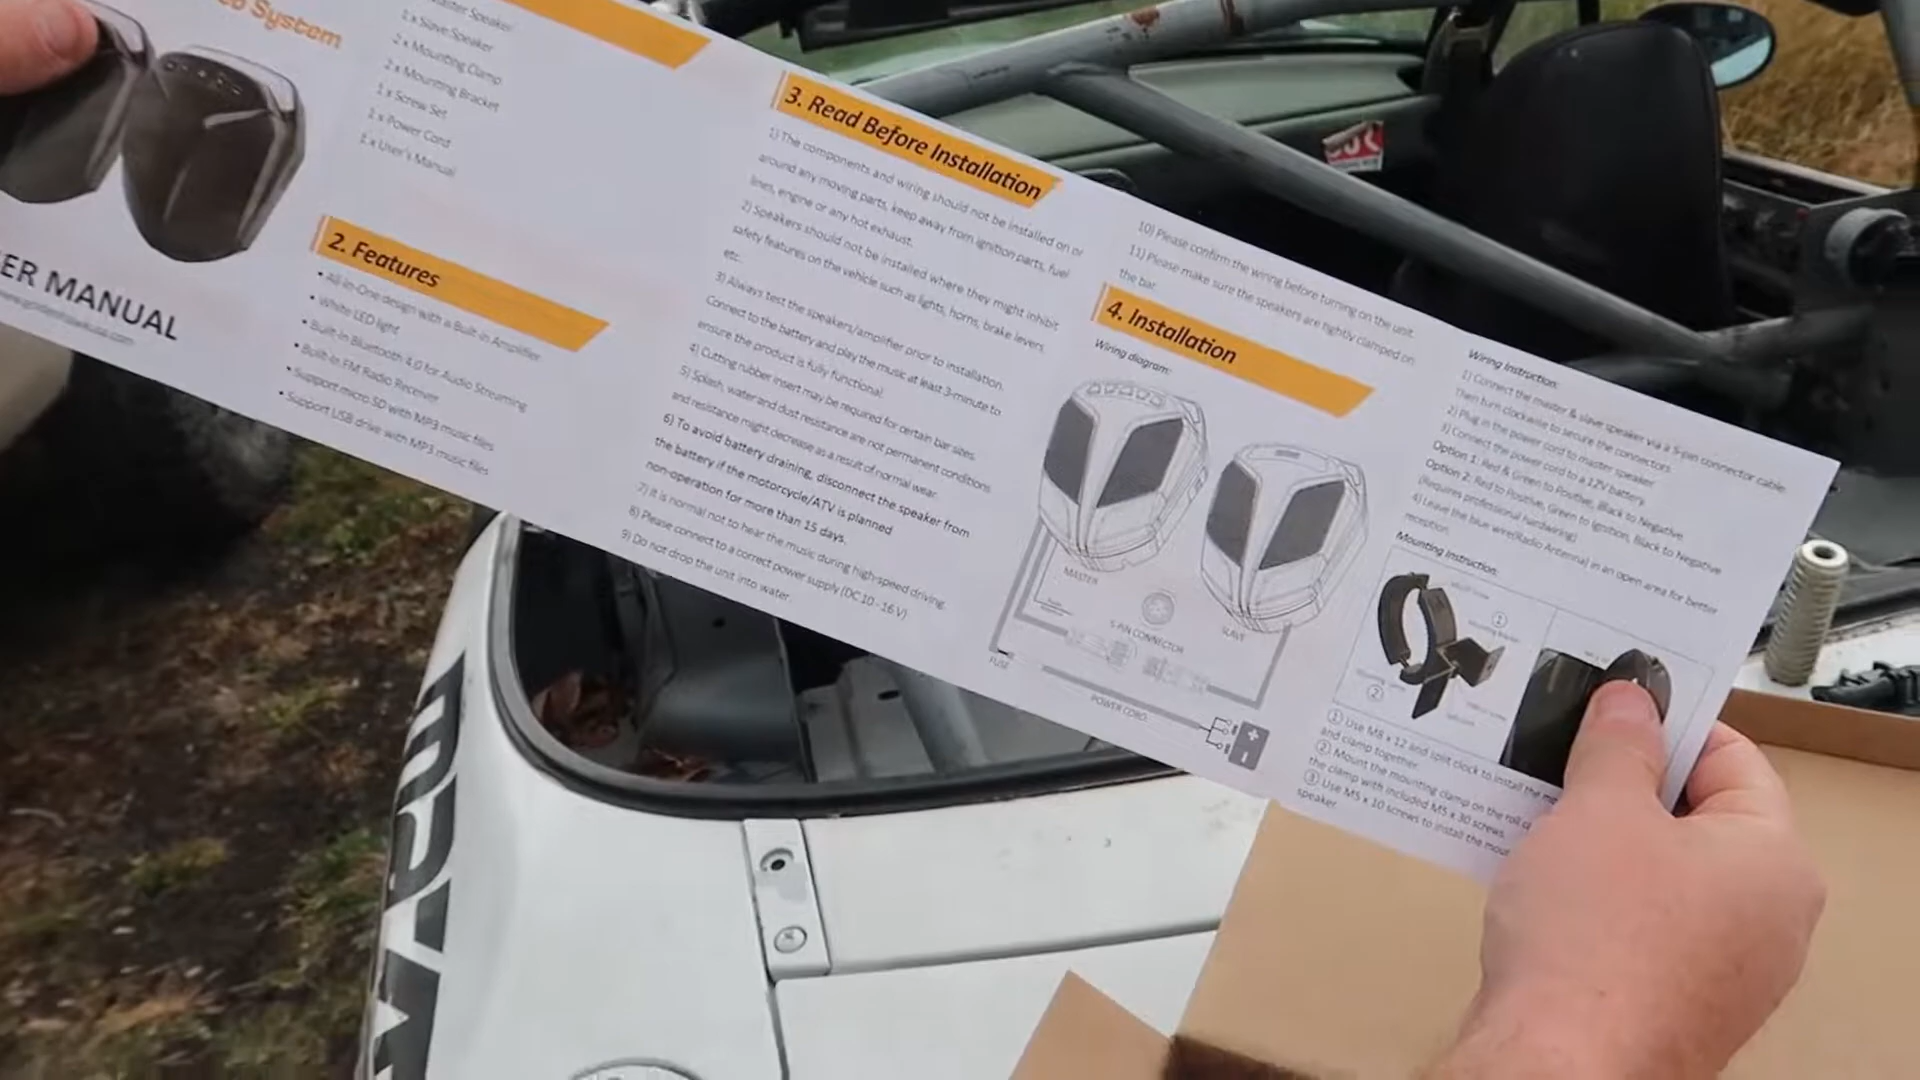 System
ER MANUAL
Master Speaker
1 x Slave Speaker
2 x Mounting Clamp
2 x Mounting Bracket
1 x Screw Set
1 x Power Cord
1 x User's Manual
2. Features
• All-In-One design with a Built-in Amplifier
• White LED light
• Built-in Bluetooth 4.0 for Audio Streaming
• Built-in FM Radio Receiver
• Support micro SD with MP3 music files
• Support USB drive with MP3 music files
3. Read Before Installation
1) The components and wiring should not be installed on or
around any moving parts, keep away from ignition parts, fuel
lines, engine or any hot exhaust.
2) Speakers should not be installed where they might inhibit
safety features on the vehicle such as lights, horns, brake levers,
etc.
3) Always test the speakers/amplifier prior to installation.
Connect to the battery and play the music at least 3-minute to
ensure the product is fully functional.
4) Cutting rubber insert may be required for certain bar sizes.
5) Splash, water and dust resistance are not permanent conditions
and resistance might decrease as a result of normal wear.
6) To avoid battery draining, disconnect the speaker from
the battery if the motorcycle/ATV is planned
non-operation for more than 15 days.
7) It is normal not to hear the music during high-speed driving.
8) Please connect to a correct power supply (DC 10 - 16 V)
9) Do not drop the unit into water.
10) Please confirm the wiring before turning on the unit.
11) Please make sure the speakers are tightly clamped on
the bar.
4. Installation
Wiring diagram:
MASTER
SLAVE
5-PIN CONNECTOR
FUSE
POWER CORD
+
-
Wiring Instruction:
1) Connect the master & slaver speaker via a 5-pin connector cable.
Then turn clockwise to secure the connectors.
2) Plug in the power cord to master speaker
3) Connect the power cord to a 12V battery.
Option 1: Red & Green to Positive, Black to Negative
Option 2: Red to Positive, Green to Ignition, Black to Negative
(Requires professional hardwiring)
4) Leave the blue wire(Radio Antenna) in an open area for better
reception.
Mounting Instruction:
①
②
① Use M8 x 12 and split clock to install the
and clamp together.
② Mount the mounting clamp on the roll
the clamp with included M5 x 30 screws.
③ Use M5 x 10 screws to install the
speaker.